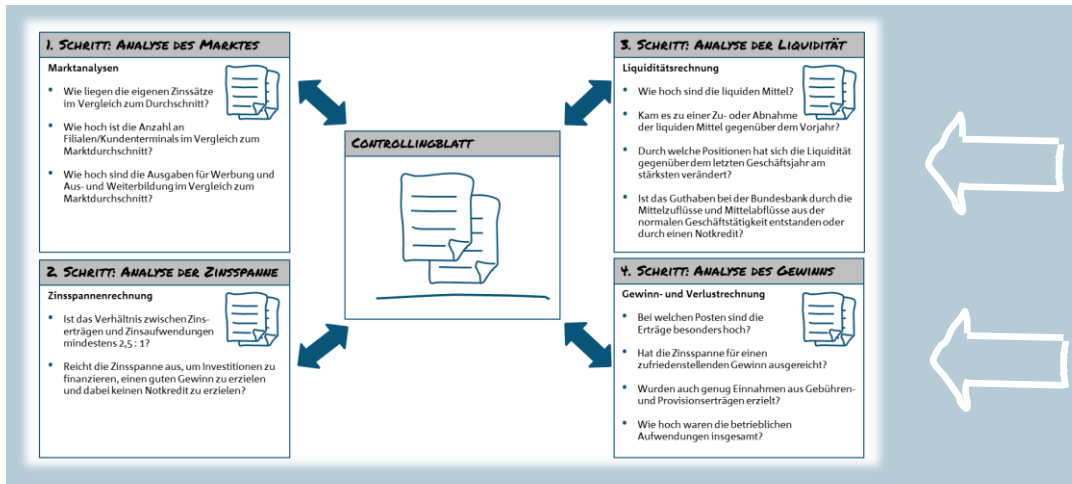 1. SCHRITT: ANALYSE DES MARKTES
Marktanalysen
• Wie liegen die eigenen Zinssätze
im Vergleich zum Durchschnitt?
• Wie hoch ist die Anzahl an
Filialen/Kundenterminals im Vergleich zum
Marktdurchschnitt?
• Wie hoch sind die Ausgaben für Werbung und
Aus- und Weiterbildung im Vergleich zum
Marktdurchschnitt?
2. SCHRITT: ANALYSE DER ZINSSPANNE
Zinsspannenrechnung
• Ist das Verhältnis zwischen Zins-
erträgen und Zinsaufwendungen
mindestens 2,5 : 1?
• Reicht die Zinsspanne aus, um Investitionen zu
finanzieren, einen guten Gewinn zu erzielen
und dabei keinen Notkredit zu erzielen?
CONTROLLINGBLATT
3. SCHRITT: ANALYSE DER LIQUIDITÄT
Liquiditätsrechnung
• Wie hoch sind die liquiden Mittel?
• Kam es zu einer Zu- oder Abnahme
der liquiden Mittel gegenüber dem Vorjahr?
• Durch welche Positionen hat sich die Liquidität
gegenüber dem letzten Geschäftsjahr am
stärksten verändert?
• Ist das Guthaben bei der Bundesbank durch die
Mittelzuflüsse und Mittelabflüsse aus der
normalen Geschäftstätigkeit entstanden oder
durch einen Notkredit?
4. SCHRITT: ANALYSE DES GEWINNS
Gewinn- und Verlustrechnung
• Bei welchen Posten sind die
Erträge besonders hoch?
• Hat die Zinsspanne für einen
zufriedenstellenden Gewinn ausgereicht?
• Wurden auch genug Einnahmen aus Gebühren-
und Provisionserträgen erzielt?
• Wie hoch waren die betrieblichen
Aufwendungen insgesamt?